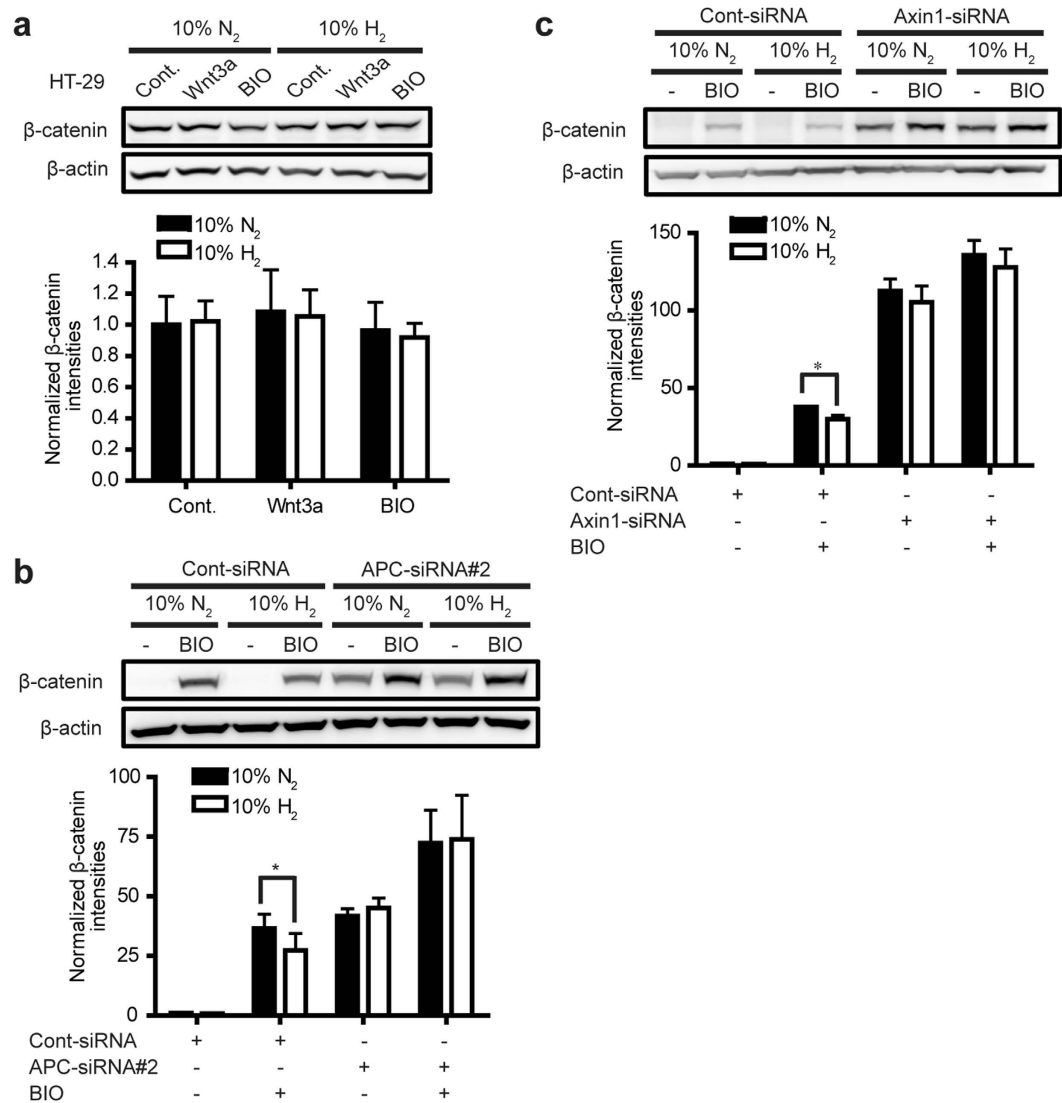 a
10% N₂ 10% H₂
HT-29 Cont. Wnt3a BIO Cont. Wnt3a BIO
β-catenin
β-actin
10% N₂
10% H₂
Normalized β-catenin
intensities
1.4
1.2
1.0
0.8
0.6
0.4
0.2
0.0
Cont. Wnt3a BIO
b
Cont-siRNA APC-siRNA#2
10% N₂ 10% H₂ 10% N₂ 10% H₂
- BIO - BIO - BIO - BIO
β-catenin
β-actin
10% N₂
10% H₂
Normalized β-catenin
intensities
100
75
50
25
0
*
Cont-siRNA + + - -
APC-siRNA#2 - - + +
BIO - + - +
c
Cont-siRNA Axin1-siRNA
10% N₂ 10% H₂ 10% N₂ 10% H₂
- BIO - BIO - BIO - BIO
β-catenin
β-actin
10% N₂
10% H₂
Normalized β-catenin
intensities
150
100
50
0
*
Cont-siRNA + + - -
Axin1-siRNA - - + +
BIO - + - +